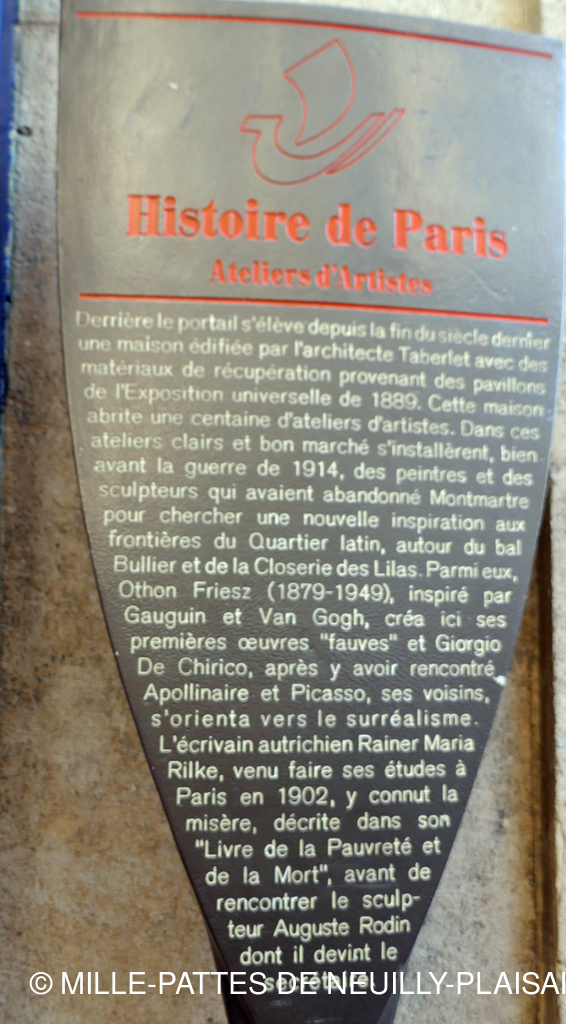 Histoire de Paris
Ateliers d'Artistes
Derrière le portail s'élève depuis la fin du siècle dernier
une maison édifiée par l'architecte Taberlet avec des
matériaux de récupération provenant des pavillons
de l'Exposition universelle de 1889. Cette maison
abrite une centaine d'ateliers d'artistes. Dans ces
ateliers clairs et bon marché s'installèrent, bien
avant la guerre de 1914, des peintres et des
sculpteurs qui avaient abandonné Montmartre
pour chercher une nouvelle inspiration aux
frontières du Quartier latin, autour du bal
Bullier et de la Closerie des Lilas. Parmi eux,
Othon Friesz (1879-1949), inspiré par
Gauguin et Van Gogh, créa ici ses
premières œuvres "fauves" et Giorgio
De Chirico, après y avoir rencontré
Apollinaire et Picasso, ses voisins,
s'orienta vers le surréalisme.
L'écrivain autrichien Rainer Maria
Rilke, venu faire ses études à
Paris en 1902, y connut la
misère, décrite dans son
"Livre de la Pauvreté et
de la Mort", avant de
rencontrer le sculp-
teur Auguste Rodin
dont il devint le
secrétaire.
© MILLE-PATTES DE NEUILLY-PLAISA